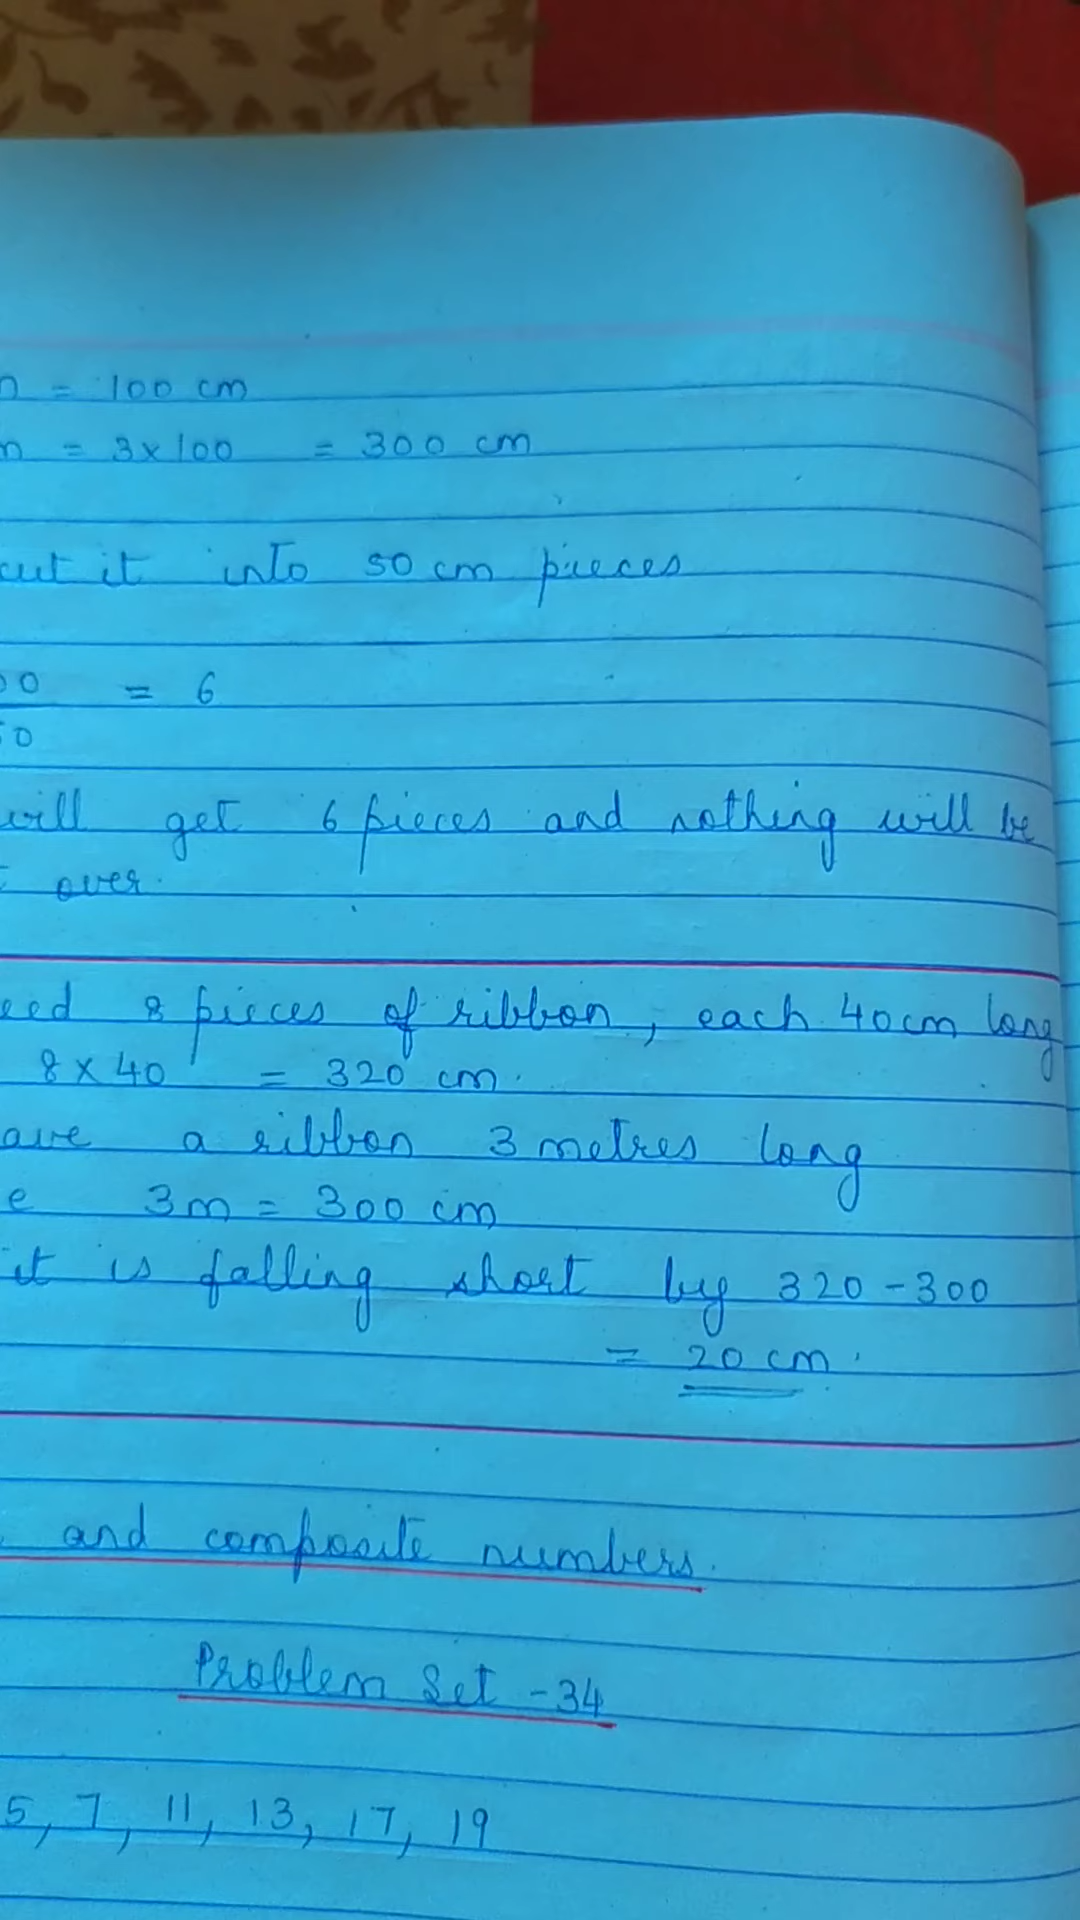 = 100 cm
= 3 x 100 = 300 cm
cut it into 50 cm pieces
= 6
will get 6 pieces and nothing will be
over.
8 pieces of ribbon, each 40cm long
8 x 40 = 320 cm.
a ribbon 3 metres long
3m = 300 cm
it is falling short by 320 - 300
= 20 cm.
and composite numbers.
Problem Set - 34
5, 7, 11, 13, 17, 19